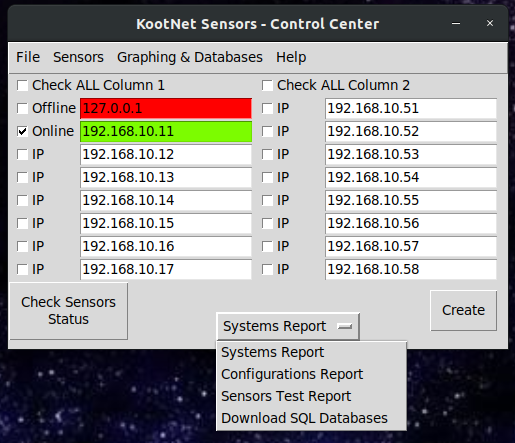 KootNet Sensors - Control Center
File Sensors Graphing & Databases Help
Check ALL Column 1 Check ALL Column 2
Offline 127.0.0.1 IP 192.168.10.51
Online 192.168.10.11 IP 192.168.10.52
IP 192.168.10.12 IP 192.168.10.53
IP 192.168.10.13 IP 192.168.10.54
IP 192.168.10.14 IP 192.168.10.55
IP 192.168.10.15 IP 192.168.10.56
IP 192.168.10.16 IP 192.168.10.57
IP 192.168.10.17 IP 192.168.10.58
Check Sensors
Status
Create
Systems Report
Systems Report
Configurations Report
Sensors Test Report
Download SQL Databases